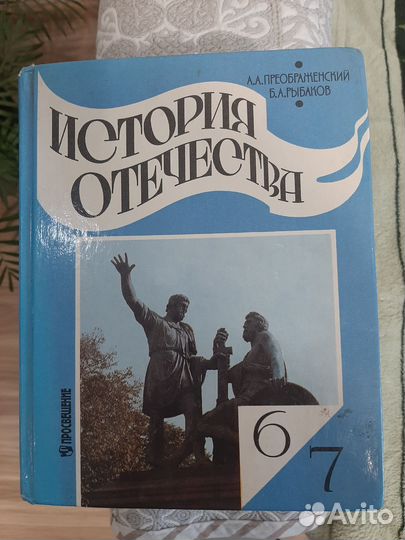 А.А.ПРЕОБРАЖЕНСКИЙ
Б.А.РЫБАКОВ
ИСТОРИЯ
ОТЕЧЕСТВА
ПРОСВЕЩЕНИЕ
6
7
Avito